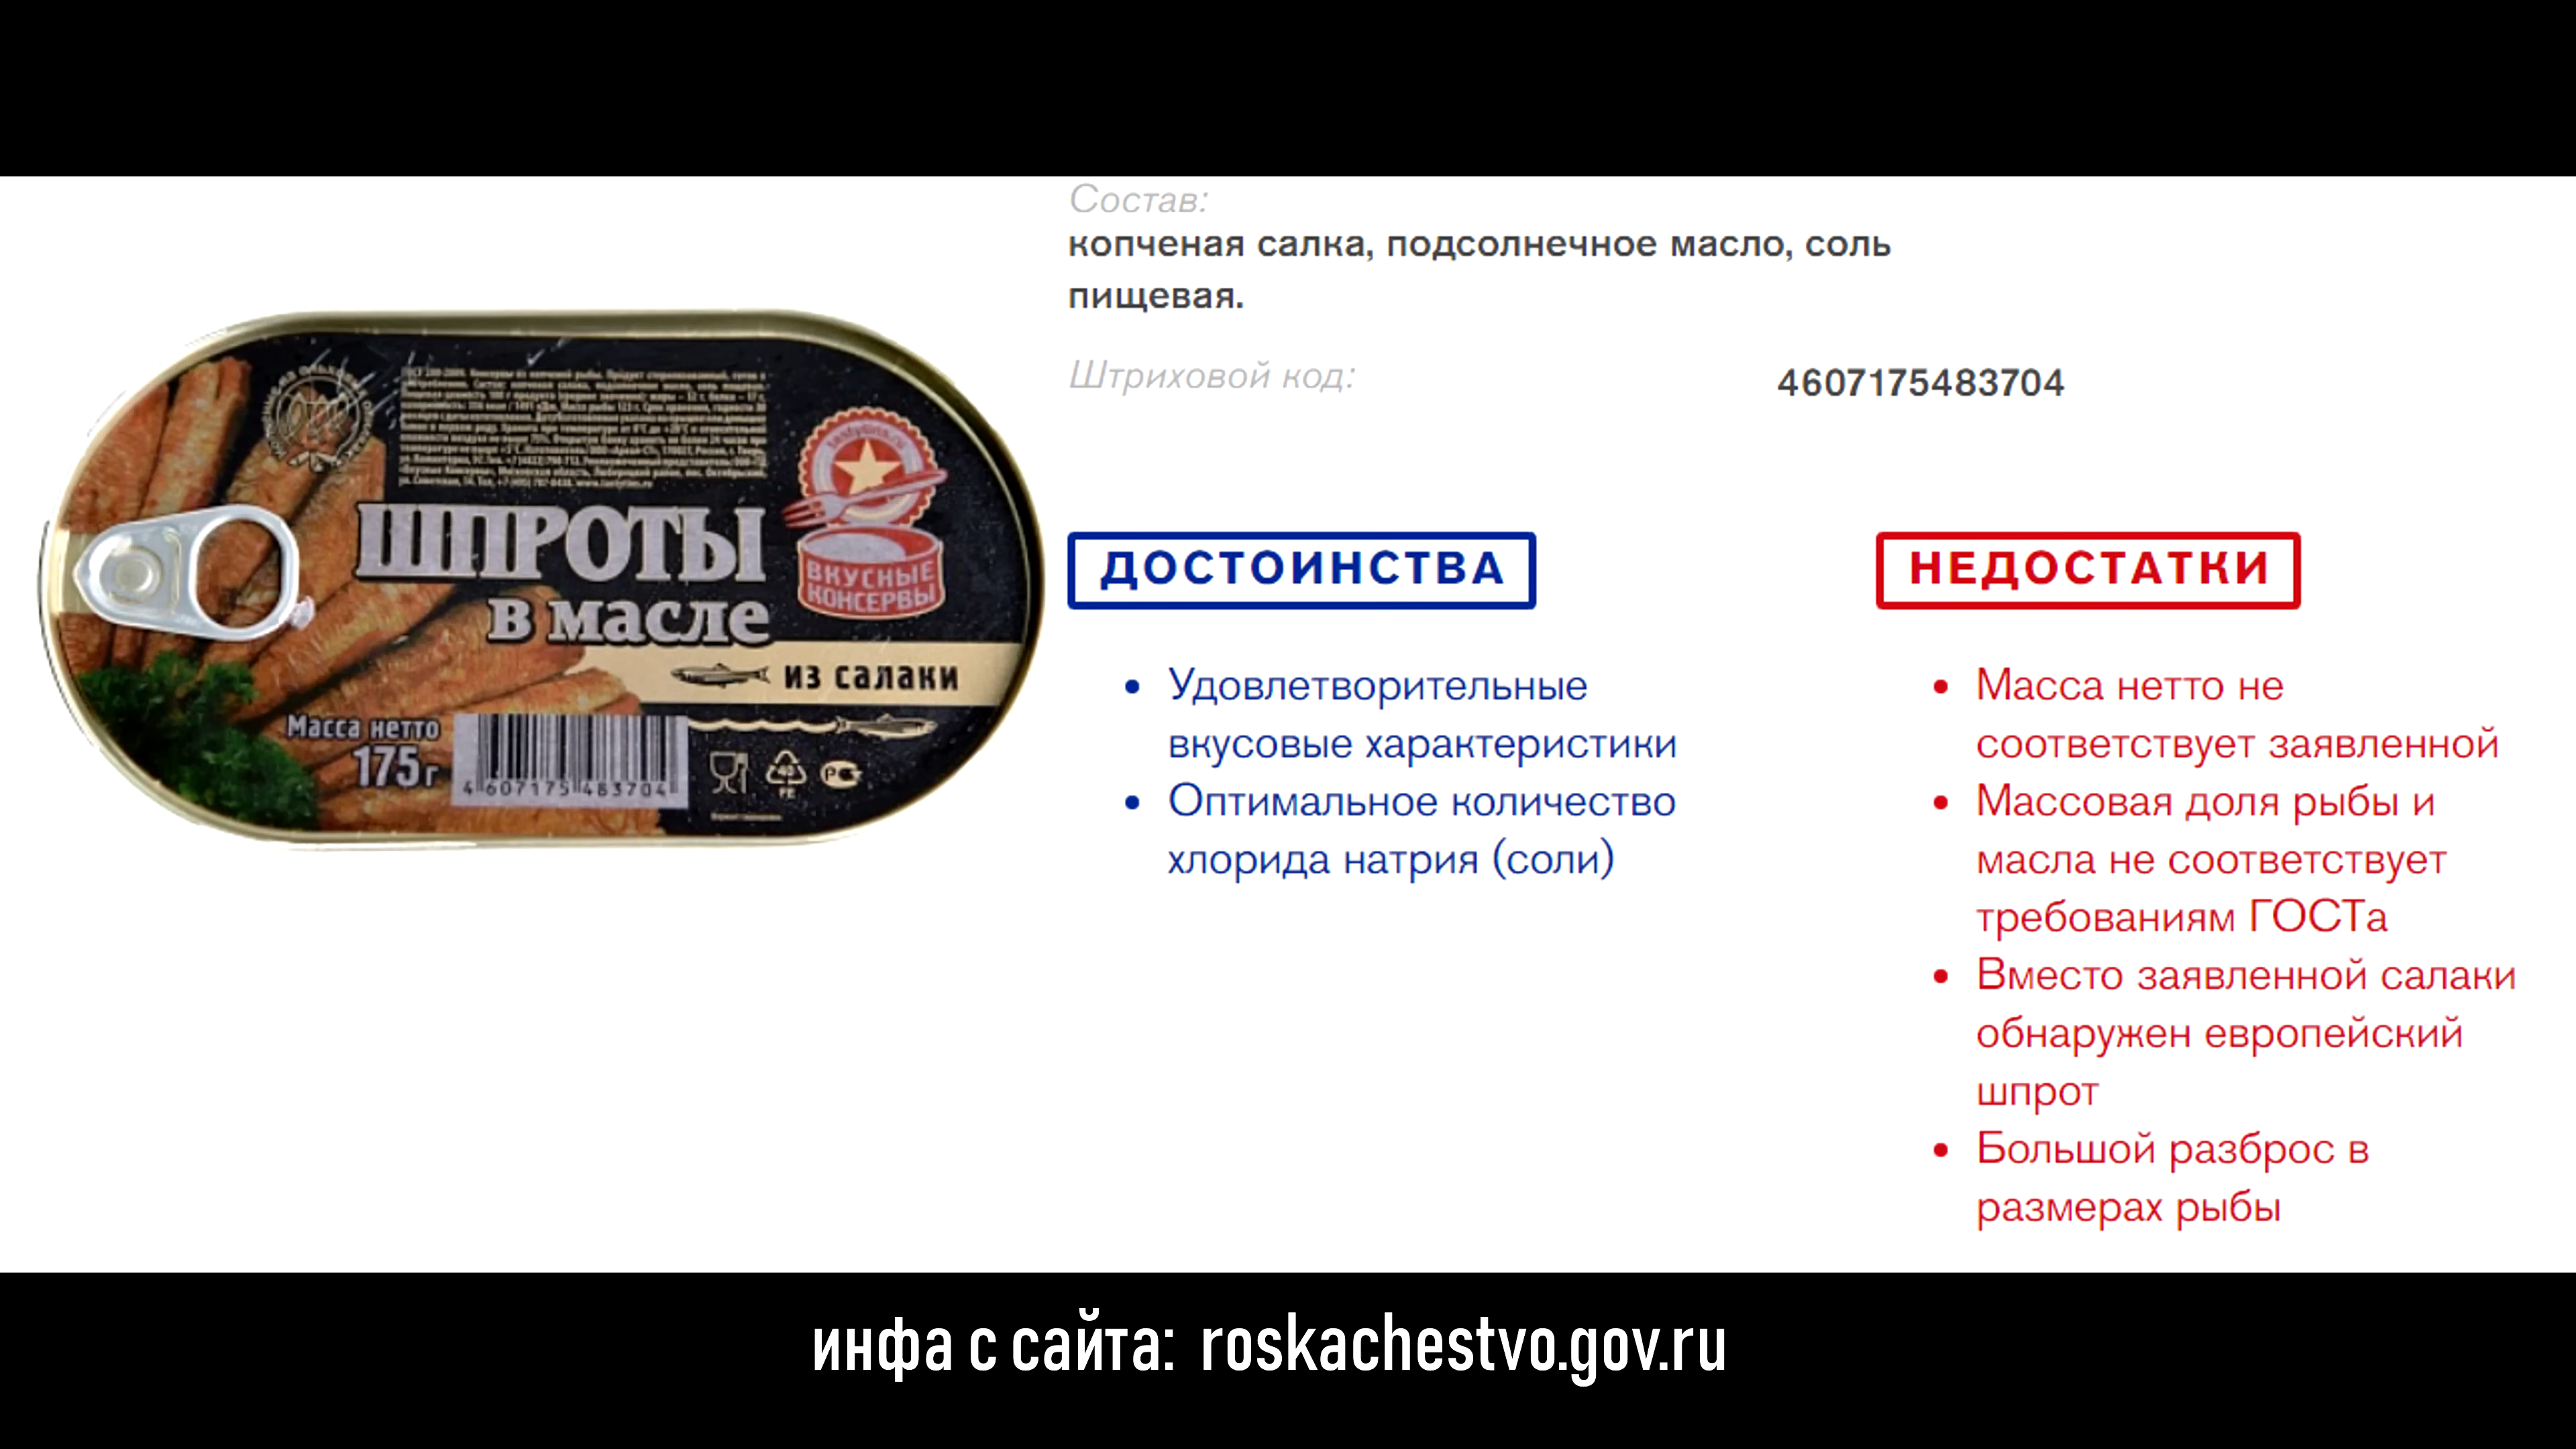 Состав:
копченая салка, подсолнечное масло, соль
пищевая.
Штриховой код:
4607175483704
ШПРОТЫ
в масле
из салаки
ВКУСНЫЕ
КОНСЕРВЫ
Масса нетто
175г
4 607175 483704
ДОСТОИНСТВА
Удовлетворительные
вкусовые характеристики
Оптимальное количество
хлорида натрия (соли)
НЕДОСТАТКИ
Масса нетто не
соответствует заявленной
Массовая доля рыбы и
масла не соответствует
требованиям ГОСТа
Вместо заявленной салаки
обнаружен европейский
шпрот
Большой разброс в
размерах рыбы
инфа с сайта: roskachestvo.gov.ru